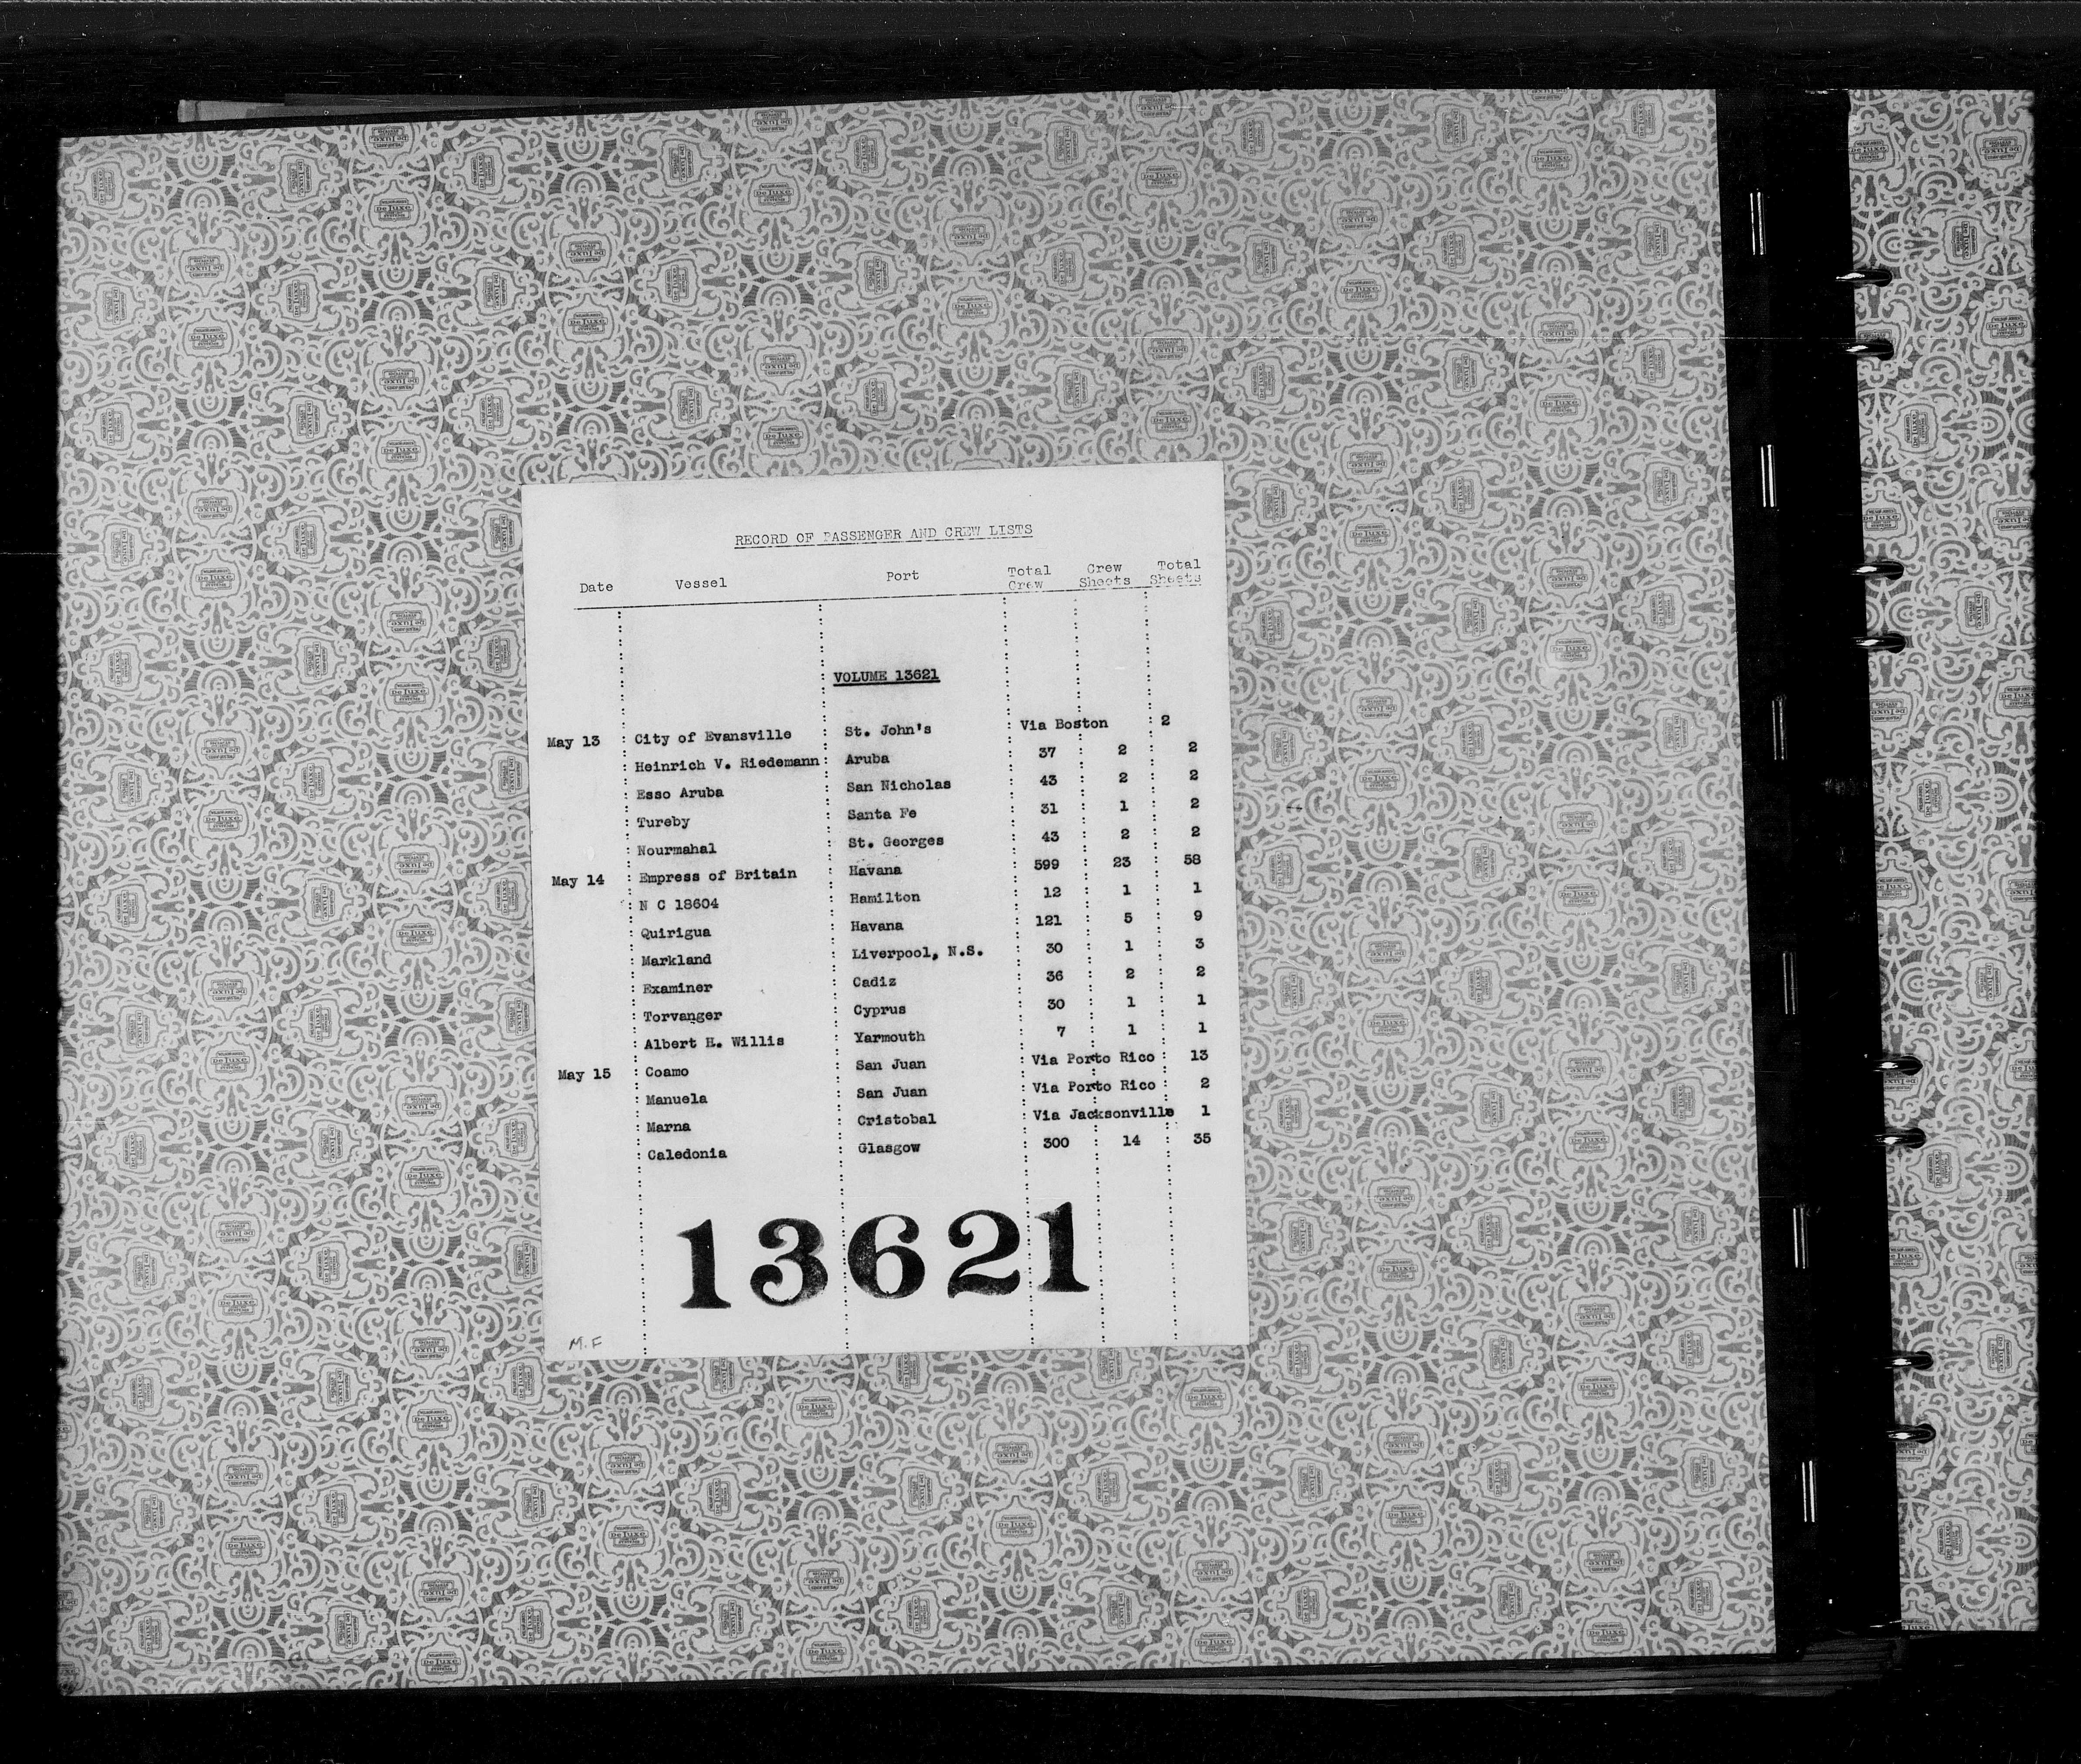 RECORD OF PASSENGER AND CREW LISTS
Date Vessel Port Total Crew Crew Sheets Total Sheets
VOLUME 13621
May 13 : City of Evansville : St. John's : Via Boston : 2
: Heinrich V. Riedemann : Aruba : 37 : 2 : 2
: Esso Aruba : San Nicholas : 43 : 2 : 2
: Tureby : Santa Fe : 31 : 1 : 2
: Nourmahal : St. Georges : 43 : 2 : 2
May 14 : Empress of Britain : Havana : 599 : 23 : 58
: N C 18604 : Hamilton : 12 : 1 : 1
: Quirigua : Havana : 121 : 5 : 9
: Markland : Liverpool, N.S. : 30 : 1 : 3
: Examiner : Cadiz : 36 : 2 : 2
: Torvanger : Cyprus : 30 : 1 : 1
: Albert H. Willis : Yarmouth : 7 : 1 : 1
May 15 : Coamo : San Juan : Via Porto Rico : 13
: Manuela : San Juan : Via Porto Rico : 2
: Marna : Cristobal : Via Jacksonville 1
: Caledonia : Glasgow : 300 : 14 : 35
13621
M.F
De Luxe